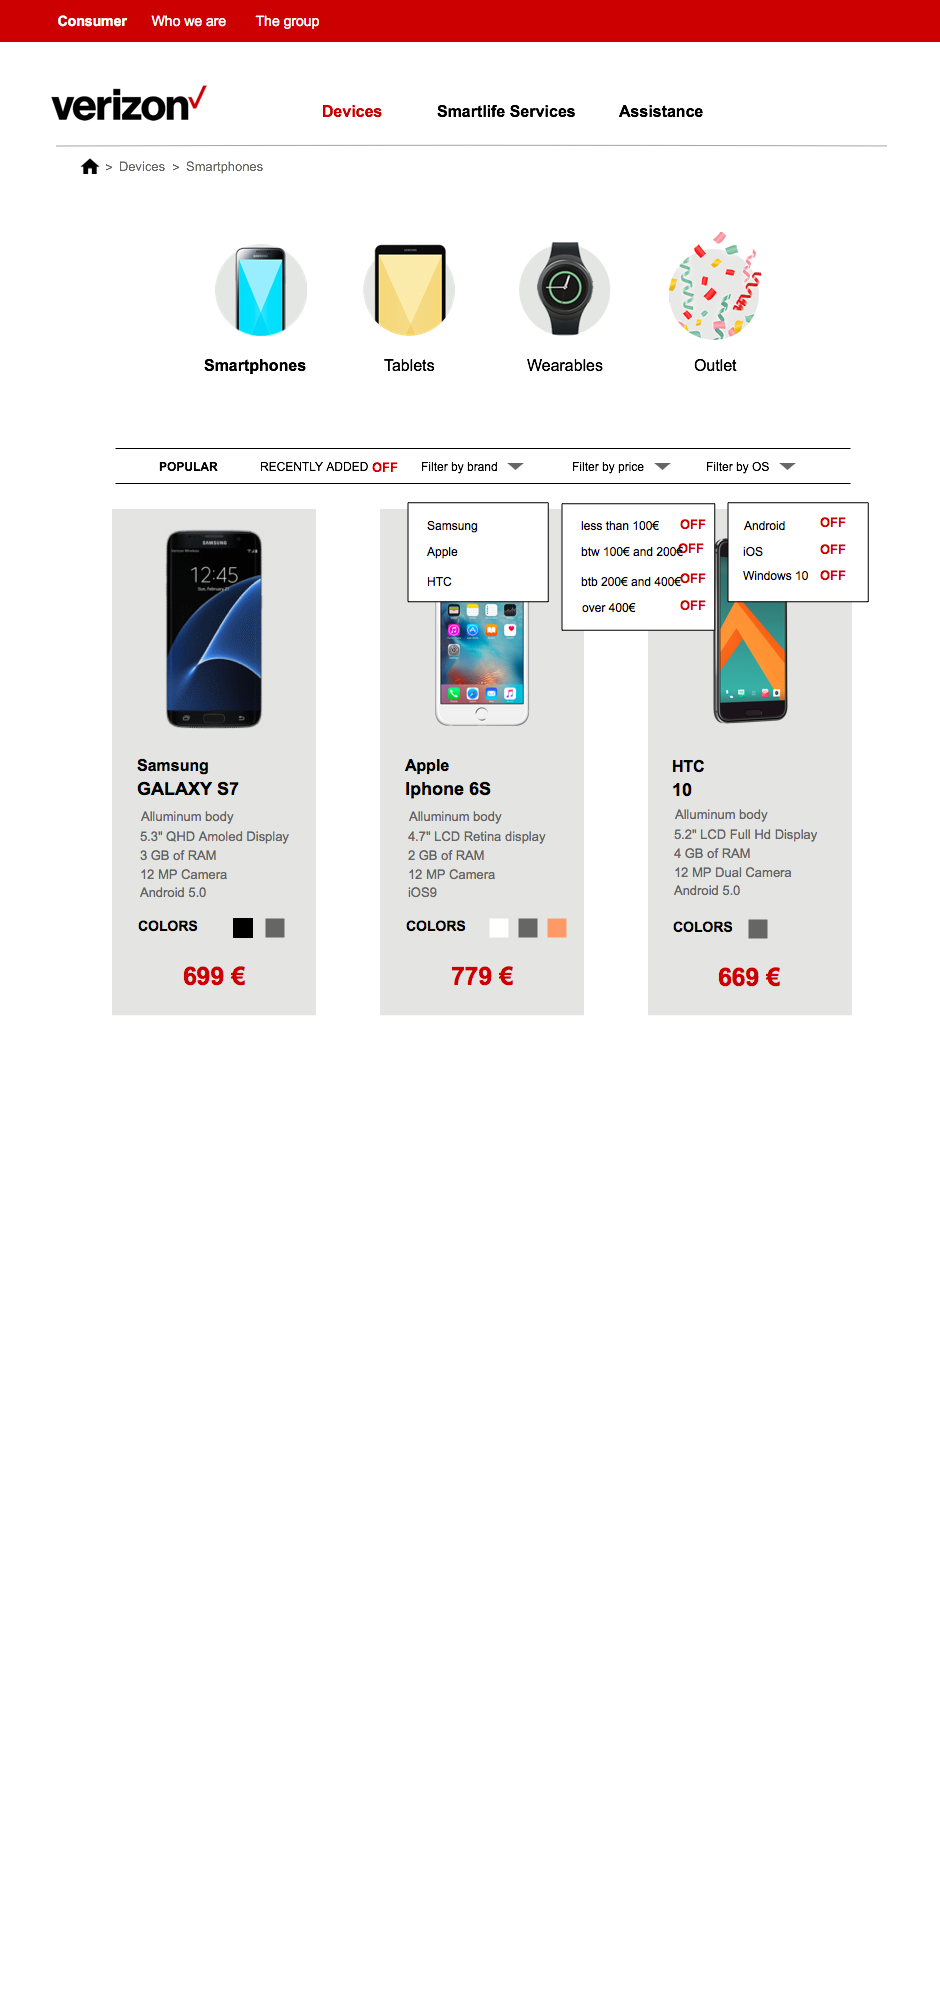 Consumer Who we are The group
verizon
Devices Smartlife Services Assistance
> Devices > Smartphones
Smartphones Tablets Wearables Outlet
POPULAR RECENTLY ADDED OFF Filter by brand Filter by price Filter by OS
Samsung
Apple
HTC
less than 100€ OFF
btw 100€ and 200€ OFF
btb 200€ and 400€ OFF
over 400€ OFF
Android OFF
iOS OFF
Windows 10 OFF
SAMSUNG
12:45
Samsung
GALAXY S7
Alluminum body
5.3" QHD Amoled Display
3 GB of RAM
12 MP Camera
Android 5.0
COLORS
699 €
Apple
Iphone 6S
Alluminum body
4.7" LCD Retina display
2 GB of RAM
12 MP Camera
iOS9
COLORS
779 €
HTC
10
Alluminum body
5.2" LCD Full Hd Display
4 GB of RAM
12 MP Dual Camera
Android 5.0
COLORS
669 €